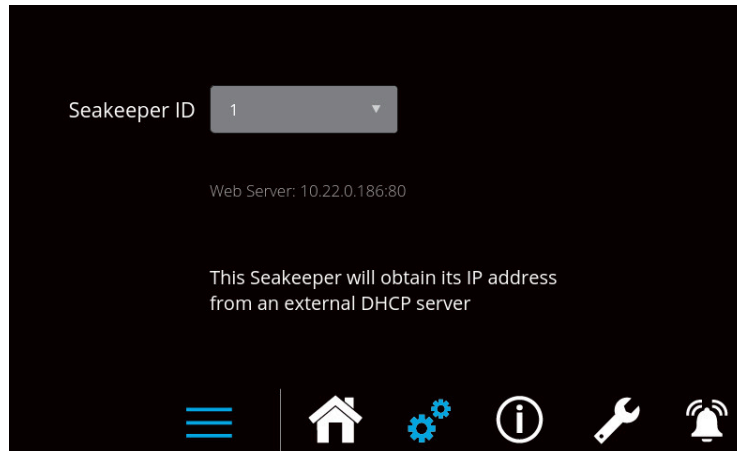 Seakeeper ID
1
Web Server: 10.22.0.186:80
This Seakeeper will obtain its IP address
from an external DHCP server